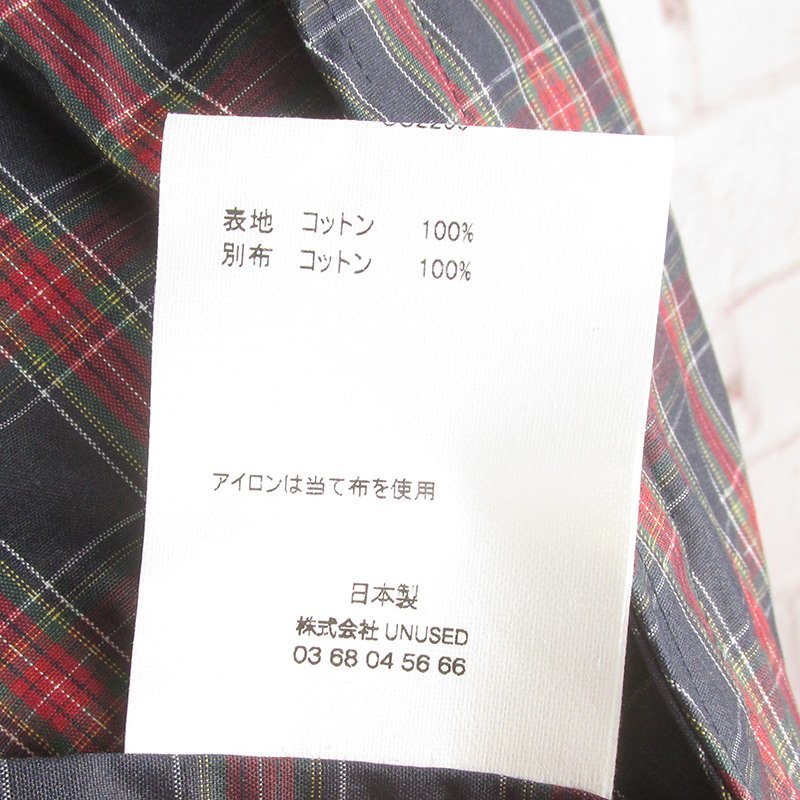 表地 コットン 100%
別布 コットン 100%
アイロンは当て布を使用
日本製
株式会社 UNUSED
03 68 04 56 66